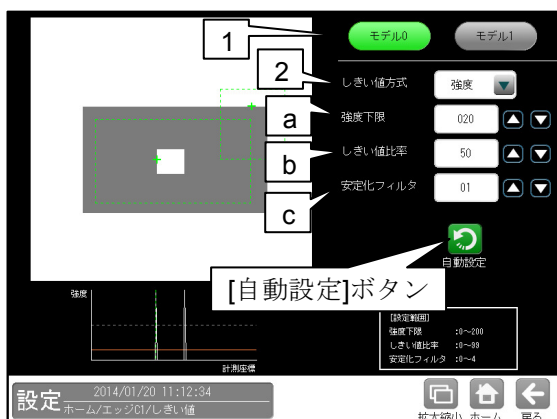 1
モデル0
モデル1
2
しきい値方式
強度
a
強度下限
020
b
しきい値比率
50
c
安定化フィルタ
01
自動設定
[自動設定]ボタン
強度
計測座標
[設定範囲]
強度下限 :0～200
しきい値比率 :0～99
安定化フィルタ :0～4
設定
2014/01/20 11:12:34
ホーム/エッジC1/しきい値
拡大縮小 ホーム 戻る